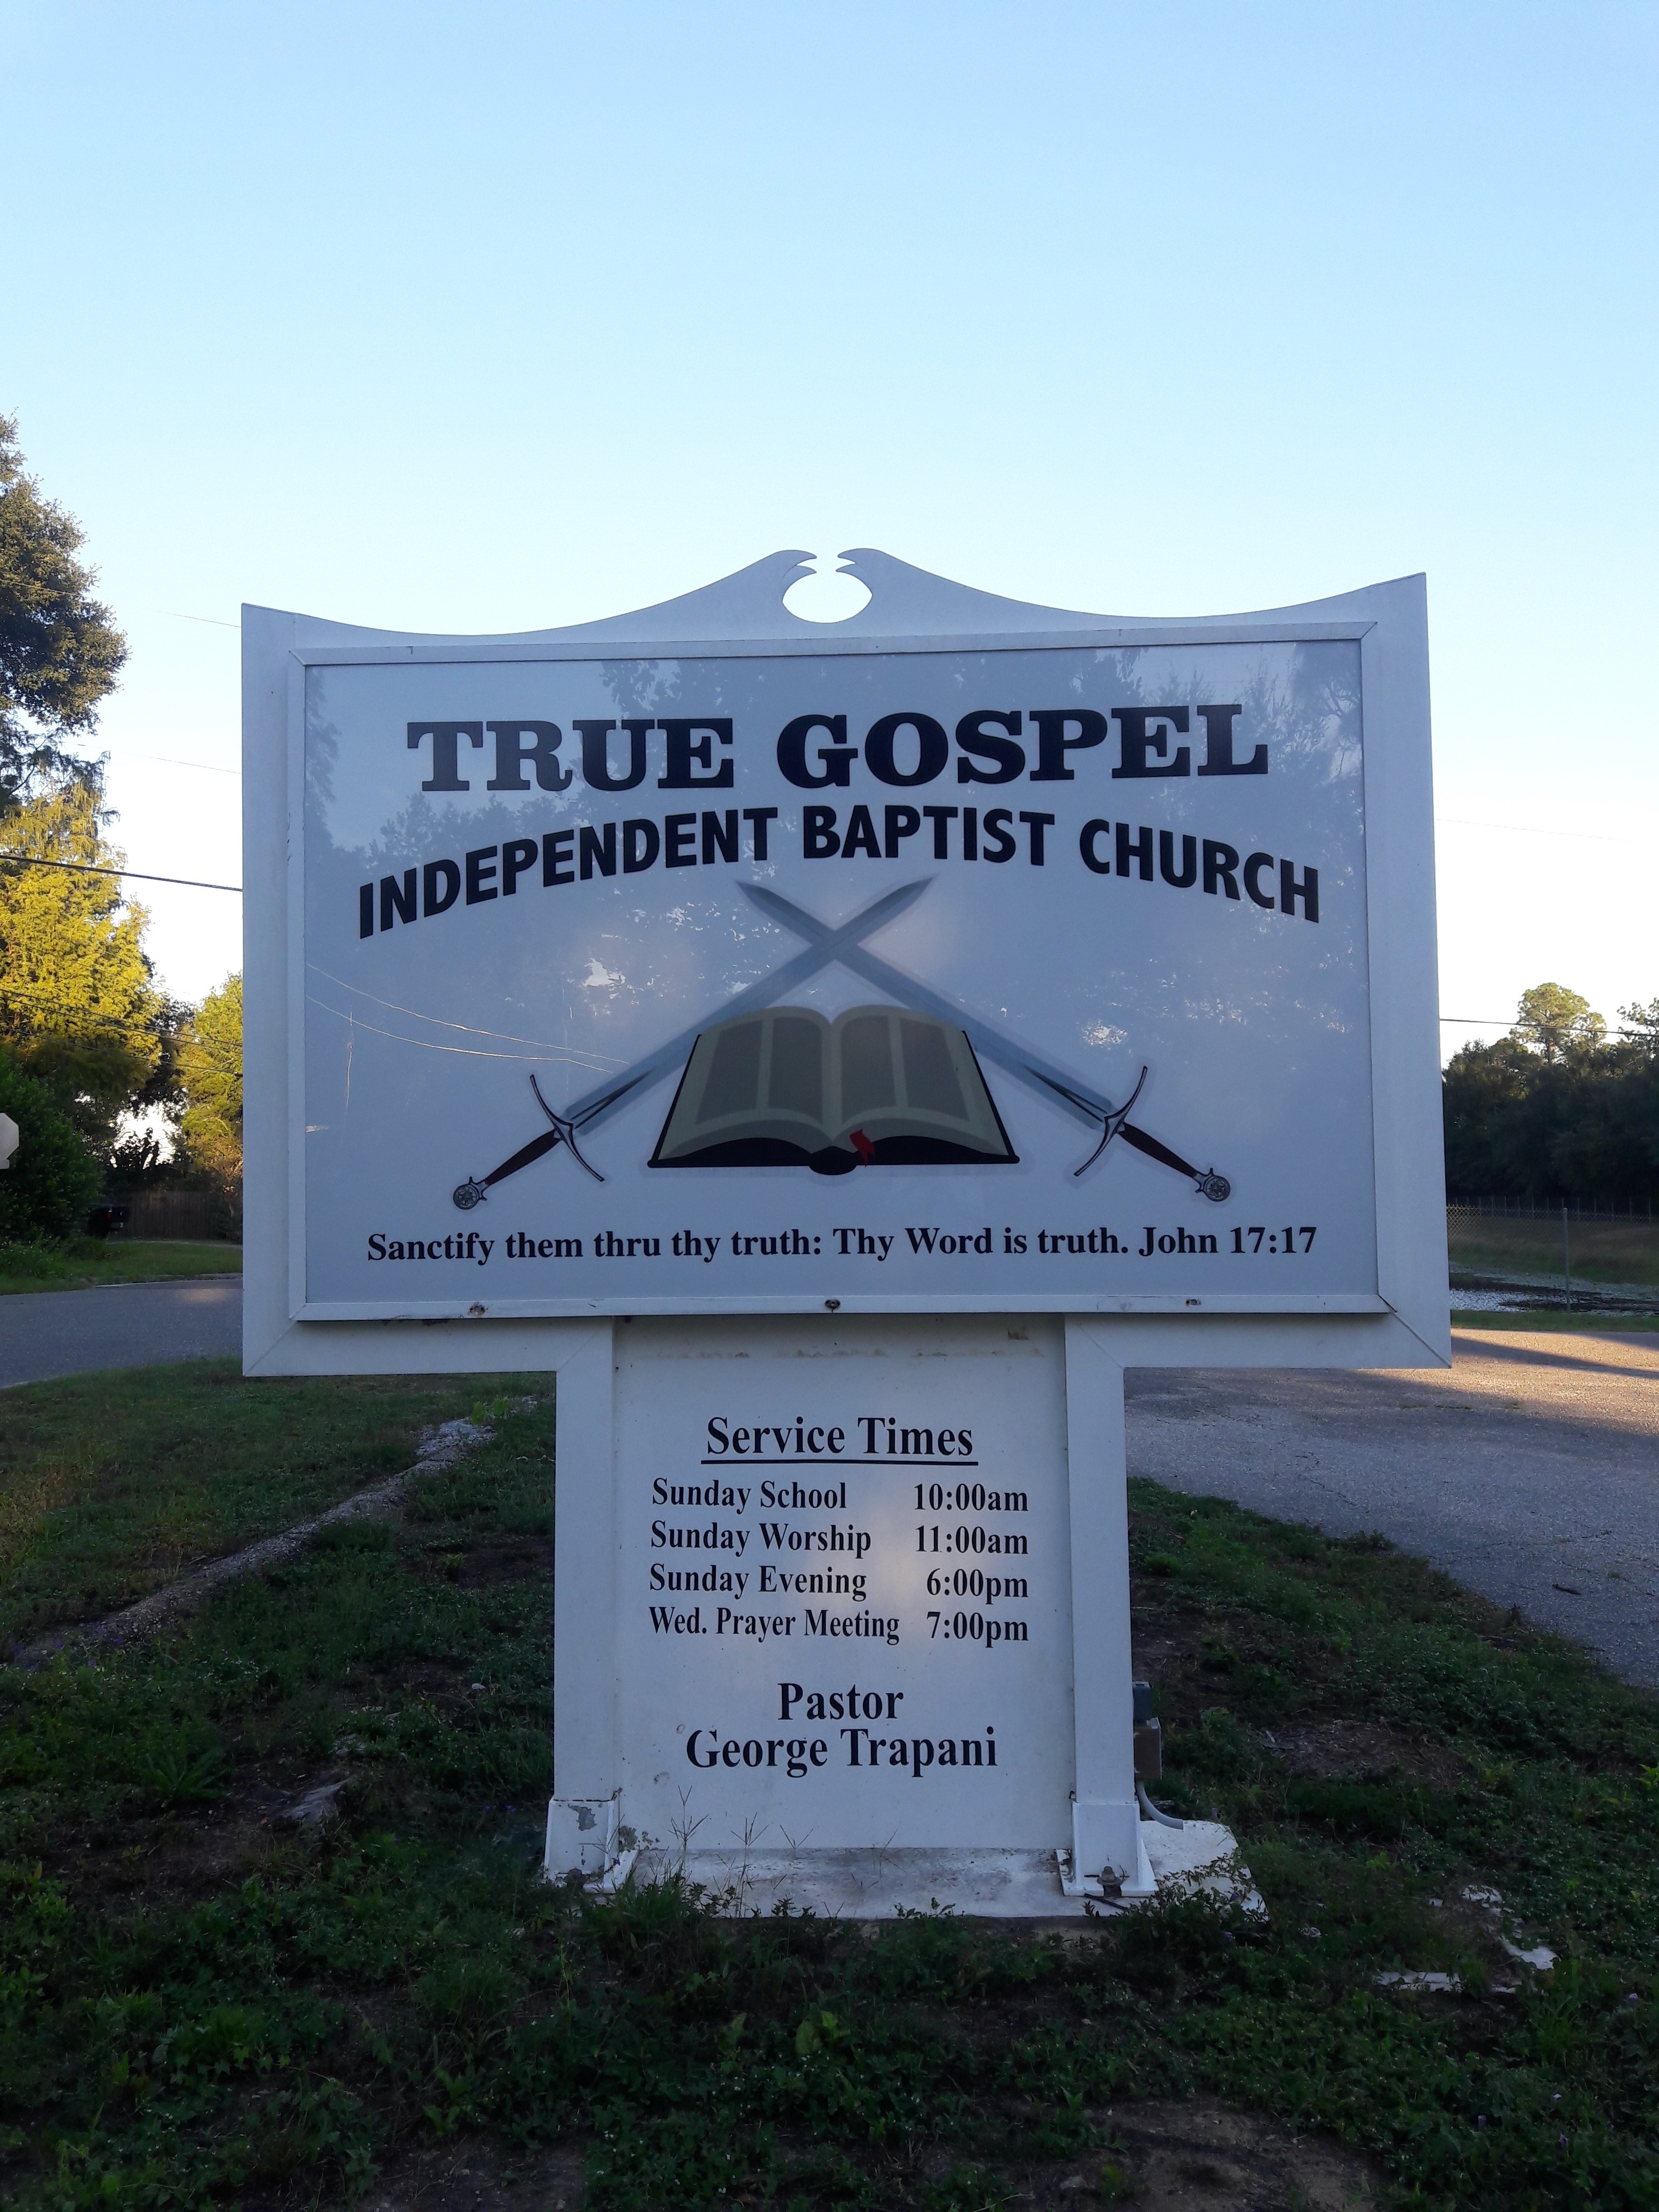 TRUE GOSPEL
INDEPENDENT BAPTIST CHURCH
Sanctify them thru thy truth: Thy Word is truth. John 17:17
Service Times
Sunday School 10:00am
Sunday Worship 11:00am
Sunday Evening 6:00pm
Wed. Prayer Meeting 7:00pm
Pastor
George Trapani